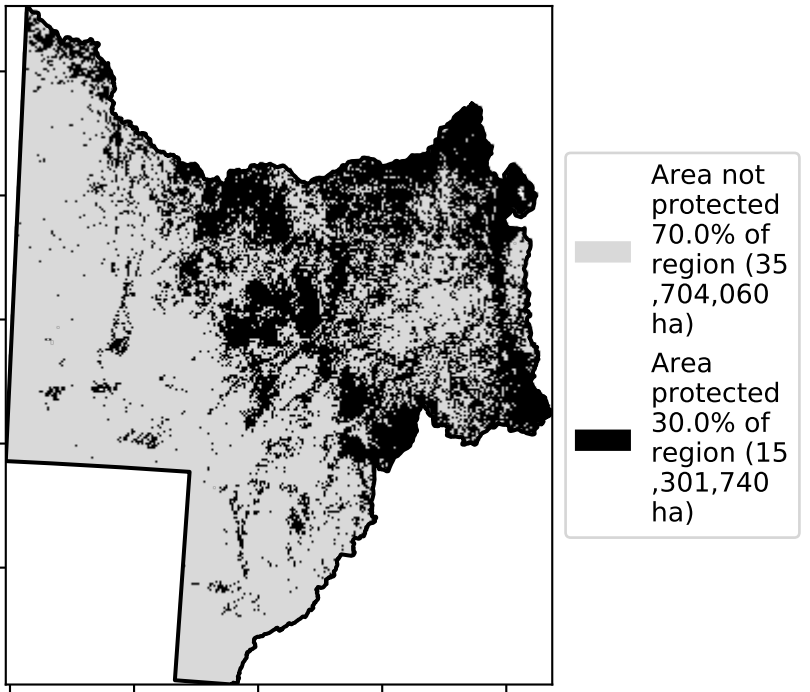 Area not
protected
70.0% of
region (35
,704,060
ha)
Area
protected
30.0% of
region (15
,301,740
ha)